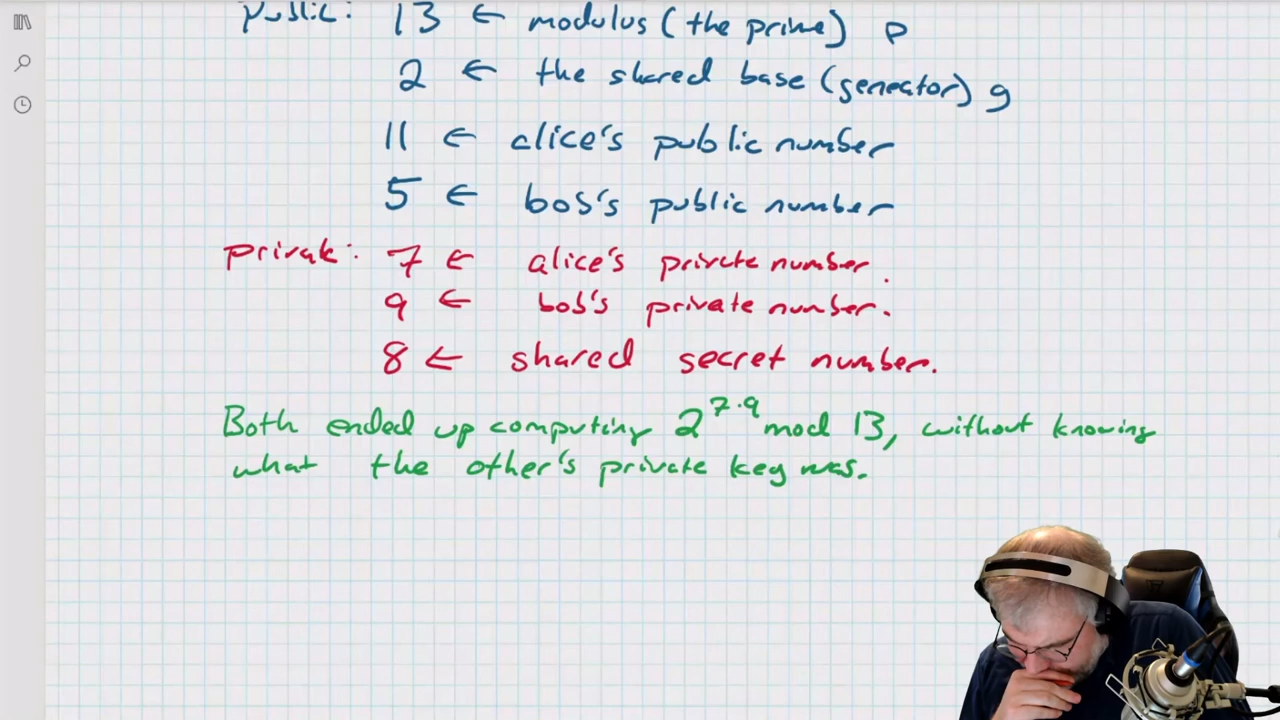 public: 13 ← modulus (the prime) p
2 ← the shared base (geneator) g
11 ← alice's public number
5 ← bob's public number
private: 7 ← alice's private number.
9 ← bob's private number.
8 ← shared secret number.
Both ended up computing 2^7·9 mod 13, without knowing
what the other's private key was.